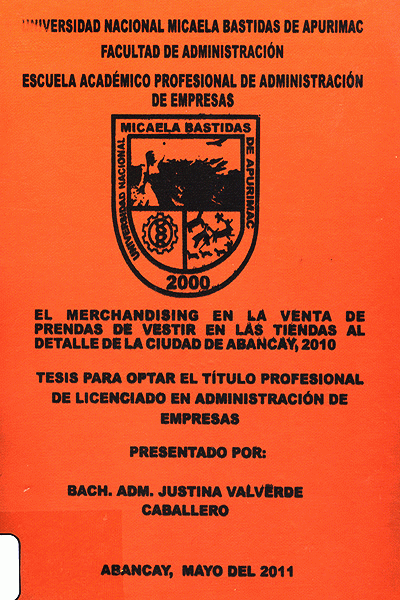 UNIVERSIDAD NACIONAL MICAELA BASTIDAS DE APURIMAC
FACULTAD DE ADMINISTRACIÓN
ESCUELA ACADÉMICO PROFESIONAL DE ADMINISTRACIÓN
DE EMPRESAS
MICAELA BASTIDAS
UNIVERSIDAD NACIONAL
DE APURIMAC
2000
EL MERCHANDISING EN LA VENTA DE
PRENDAS DE VESTIR EN LAS TIENDAS AL
DETALLE DE LA CIUDAD DE ABANCAY, 2010
TESIS PARA OPTAR EL TÍTULO PROFESIONAL
DE LICENCIADO EN ADMINISTRACIÓN DE
EMPRESAS
PRESENTADO POR:
BACH. ADM. JUSTINA VALVERDE
CABALLERO
ABANCAY, MAYO DEL 2011